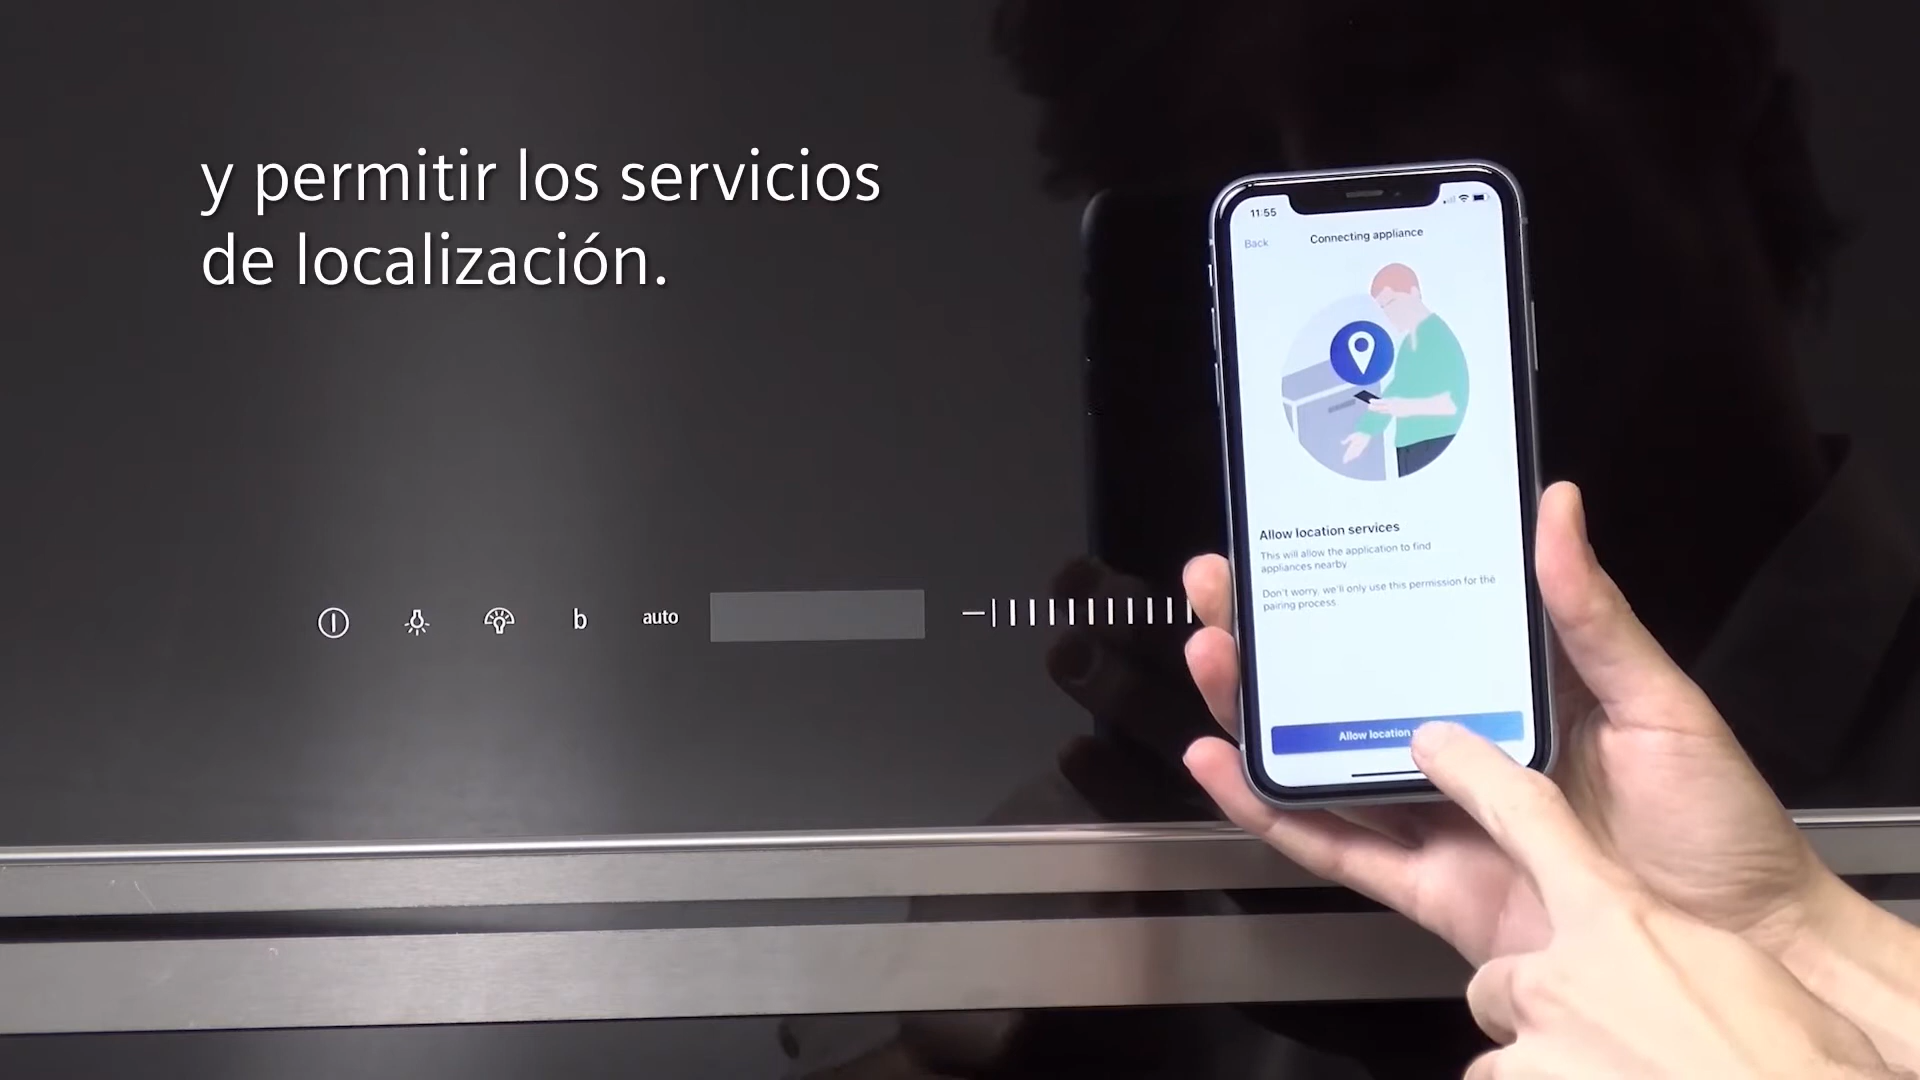 y permitir los servicios
de localización.
11:55
Back
Connecting appliance
Allow location services
This will allow the application to find
appliances nearby
Don't worry, we'll only use this permission for the
pairing process
Allow location
b
auto